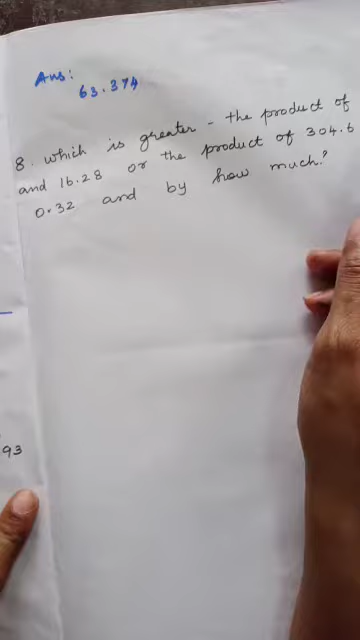 Ans:
63.374
8. Which is greater - the product of
and 16.28 or the product of 304.6
0.32 and by how much?
93